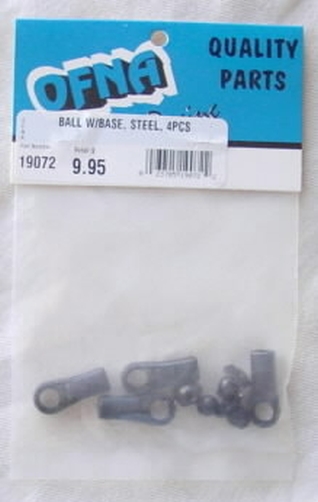 QUALITY
PARTS
OFNA
BALL W/BASE, STEEL, 4PCS
19072
9.95